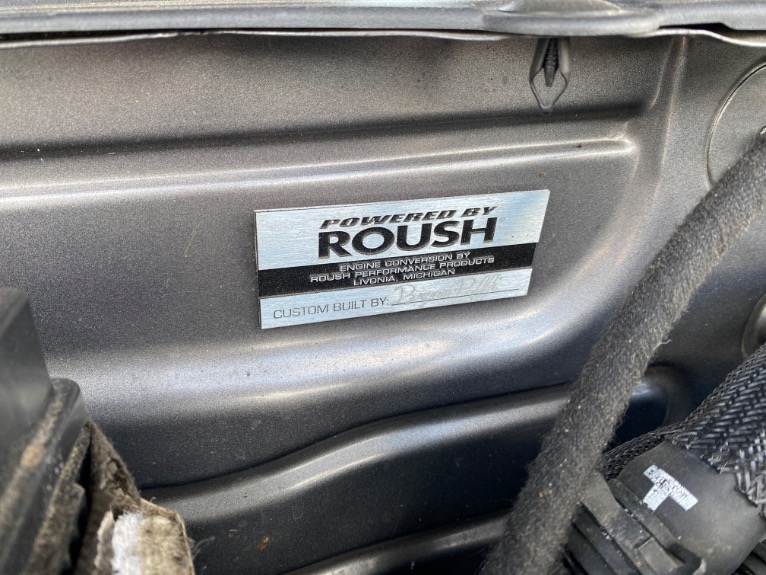 POWERED BY
ROUSH
ENGINE CONVERSION BY
ROUSH PERFORMANCE PRODUCTS
LIVONIA, MICHIGAN
CUSTOM BUILT BY:
T